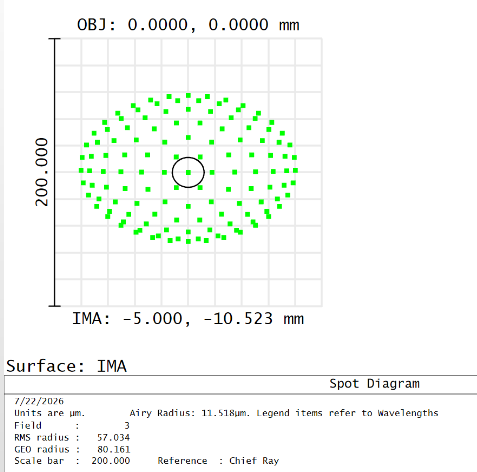 OBJ: 0.0000, 0.0000 mm
200.000
IMA: -5.000, -10.523 mm
Surface: IMA
Spot Diagram
7/22/2026
Units are µm. Airy Radius: 11.518µm. Legend items refer to Wavelengths
Field : 3
RMS radius : 57.034
GEO radius : 80.161
Scale bar : 200.000 Reference : Chief Ray